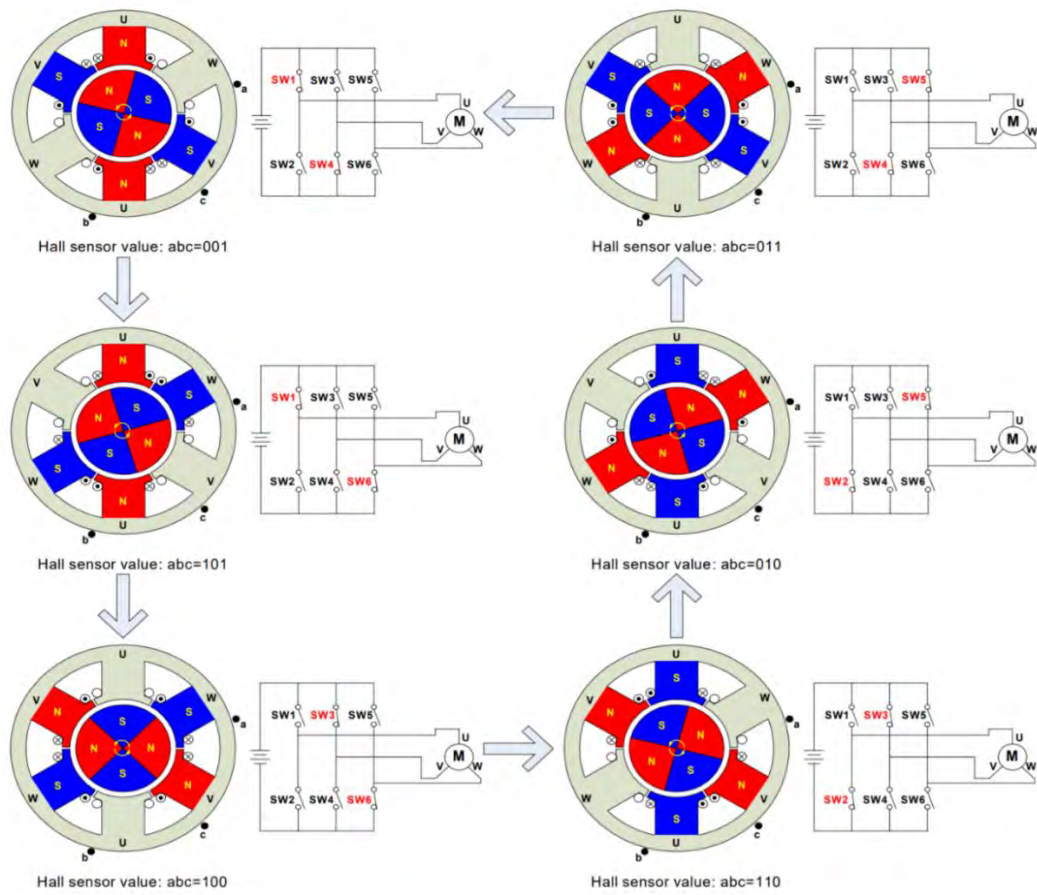 U
V
N
W
S
N
S
a
S
N
S
W
V
N
c
U
b
SW1 SW3 SW5
U
M
V W
SW2 SW4 SW6
Hall sensor value: abc=001
U
V
W
S
N
N
a
S
S
N
N
S
W
V
c
U
b
SW1 SW3 SW5
U
M
V W
SW2 SW4 SW6
Hall sensor value: abc=011
U
N
V
W
S
S
N
a
S
N
S
W
N
V
c
U
b
SW1 SW3 SW5
U
M
V W
SW2 SW4 SW6
Hall sensor value: abc=101
U
S
V
W
N
N
S
a
N
S
N
W
S
V
c
U
b
SW1 SW3 SW5
U
M
V W
SW2 SW4 SW6
Hall sensor value: abc=010
U
V
W
N
S
S
a
N
N
S
S
N
W
V
c
U
b
SW1 SW3 SW5
U
M
V W
SW2 SW4 SW6
Hall sensor value: abc=100
U
S
V
W
N
S
N
a
N
S
N
W
S
V
c
U
b
SW1 SW3 SW5
U
M
V W
SW2 SW4 SW6
Hall sensor value: abc=110